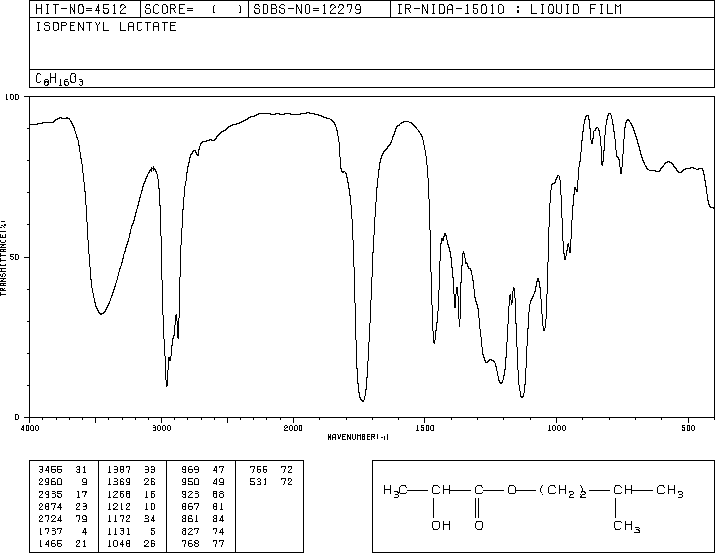 HIT-NO=4512 SCORE= ( ) SDBS-NO=12279 IR-NIDA-15010 : LIQUID FILM
ISOPENTYL LACTATE
C8H16O3
100
50
0
TRANSMITTANCE(%)
4000 3000 2000 1500 1000 500
WAVENUMBER(-1)
3466 31 1387 33 969 47 766 72
2960 9 1369 26 950 49 531 72
2935 17 1268 16 923 68
2874 23 1212 10 867 81
2724 79 1172 34 861 84
1737 4 1131 5 827 74
1466 21 1048 26 768 77
H3C CH C O (CH2)2 CH CH3
OH O CH3